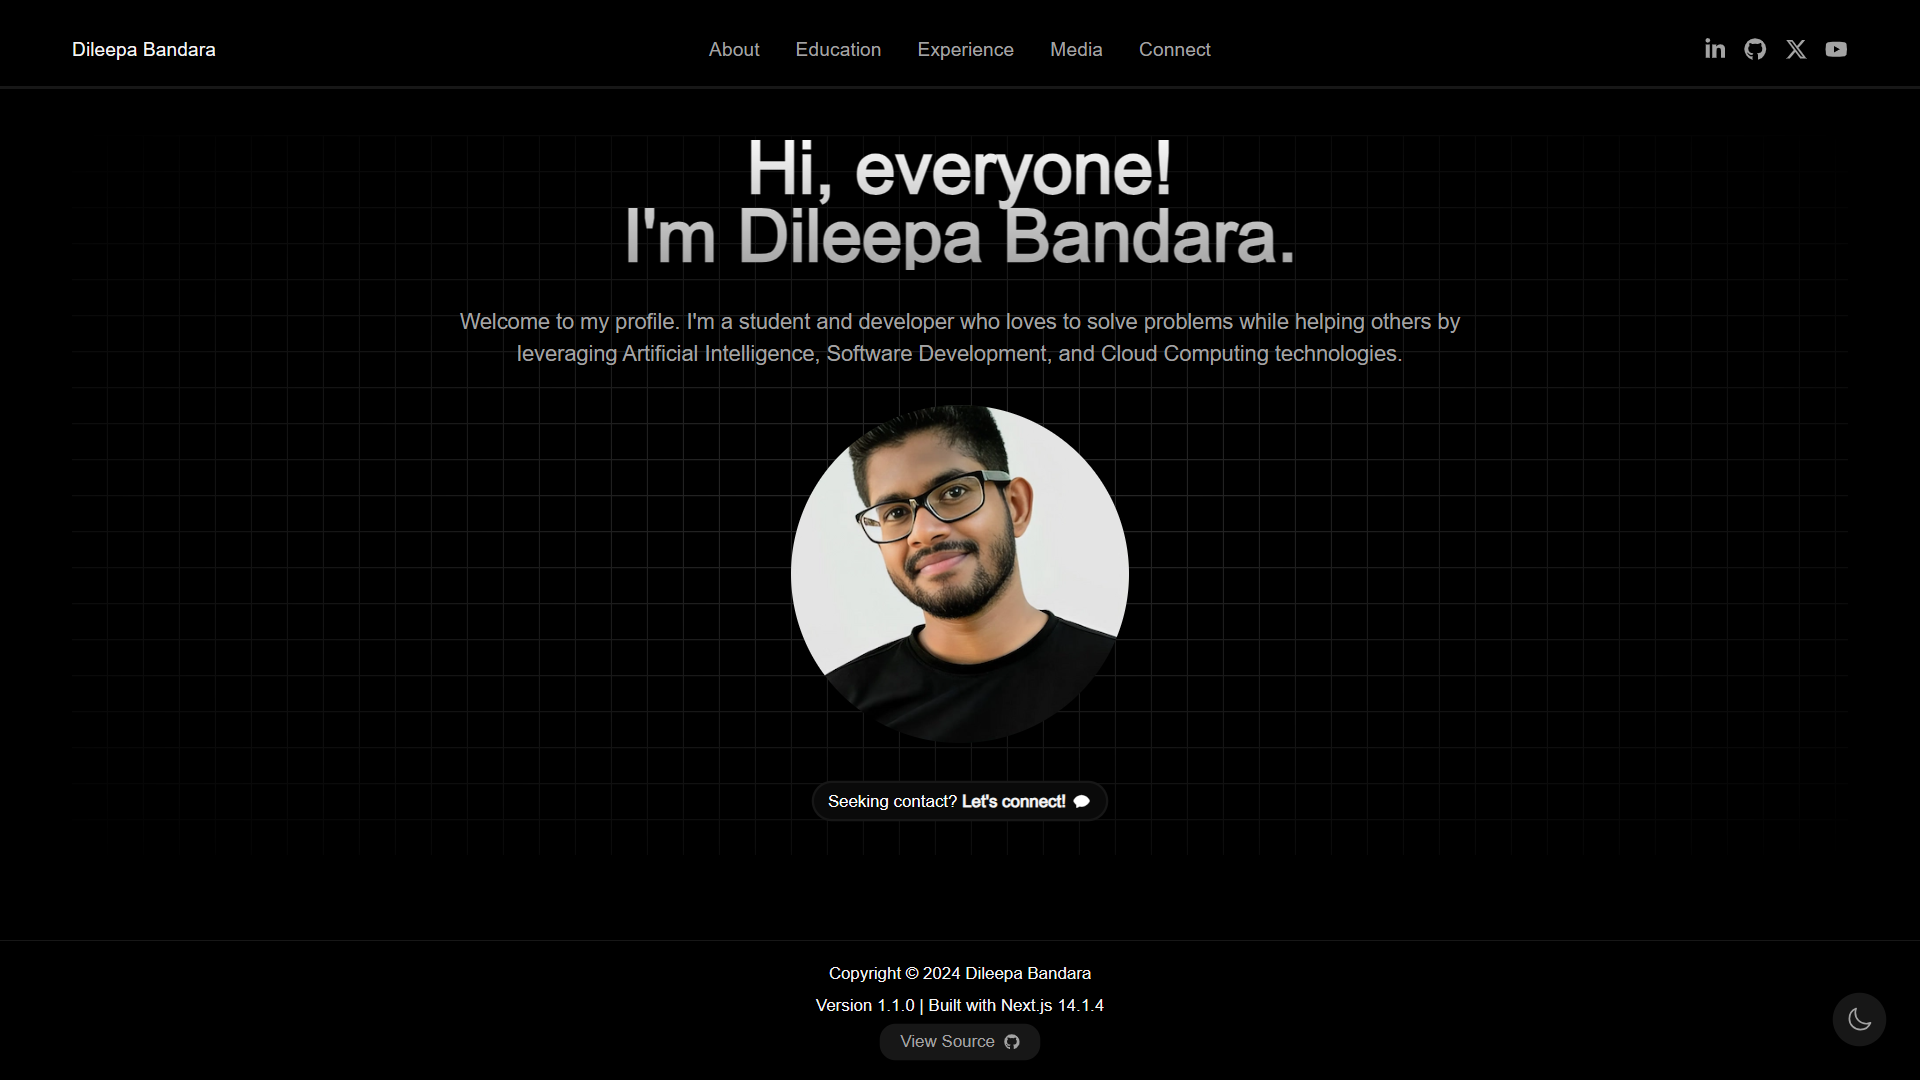 Dileepa Bandara
About
Education
Experience
Media
Connect
Hi, everyone!
I'm Dileepa Bandara.
Welcome to my profile. I'm a student and developer who loves to solve problems while helping others by
leveraging Artificial Intelligence, Software Development, and Cloud Computing technologies.
Seeking contact? Let's connect!
Copyright © 2024 Dileepa Bandara
Version 1.1.0 | Built with Next.js 14.1.4
View Source